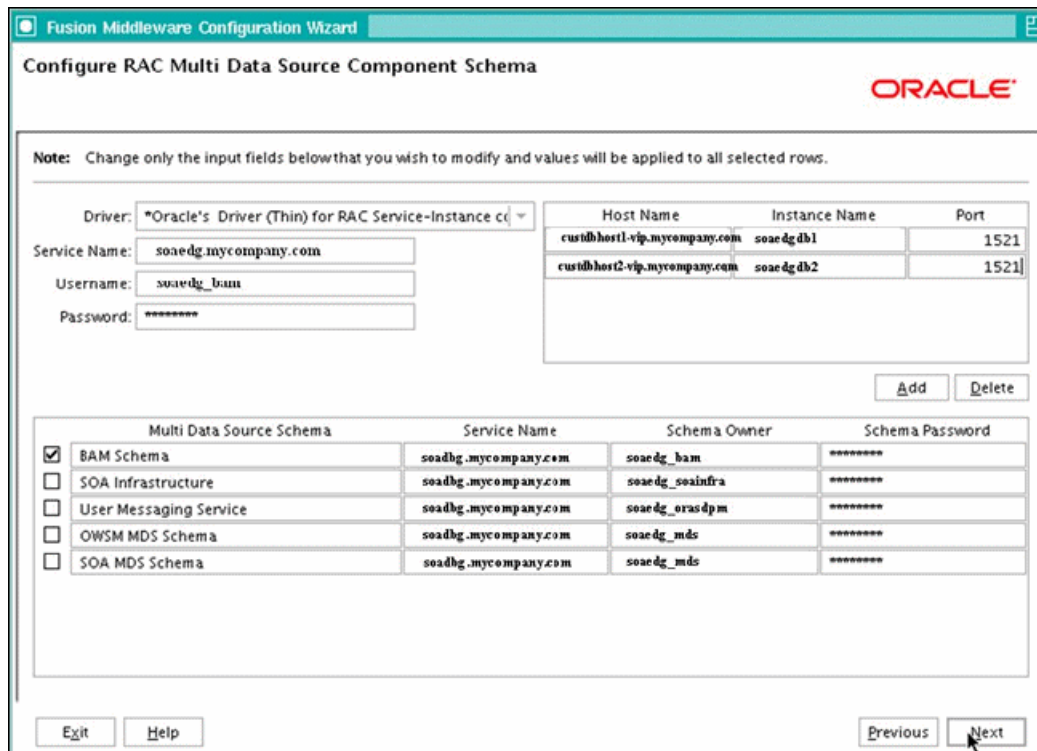 Fusion Middleware Configuration Wizard
Configure RAC Multi Data Source Component Schema
ORACLE
Note: Change only the input fields below that you wish to modify and values will be applied to all selected rows.
Driver: *Oracle's Driver (Thin) for RAC Service-Instance co
Service Name: soaedg.mycompany.com
Username: soaedg_bam
Password: ********
Host Name Instance Name Port
custdbhost1-vip.mycompany.com soaedgdb1 1521
custdbhost2-vip.mycompany.com soaedgdb2 1521
Add Delete
Multi Data Source Schema Service Name Schema Owner Schema Password
BAM Schema soadbg.mycompany.com soaedg_bam ********
SOA Infrastructure soadbg.mycompany.com soaedg_soainfra ********
User Messaging Service soadbg.mycompany.com soaedg_orasdpm ********
OWSM MDS Schema soadbg.mycompany.com soaedg_mds ********
SOA MDS Schema soadbg.mycompany.com soaedg_mds ********
Exit Help Previous Next